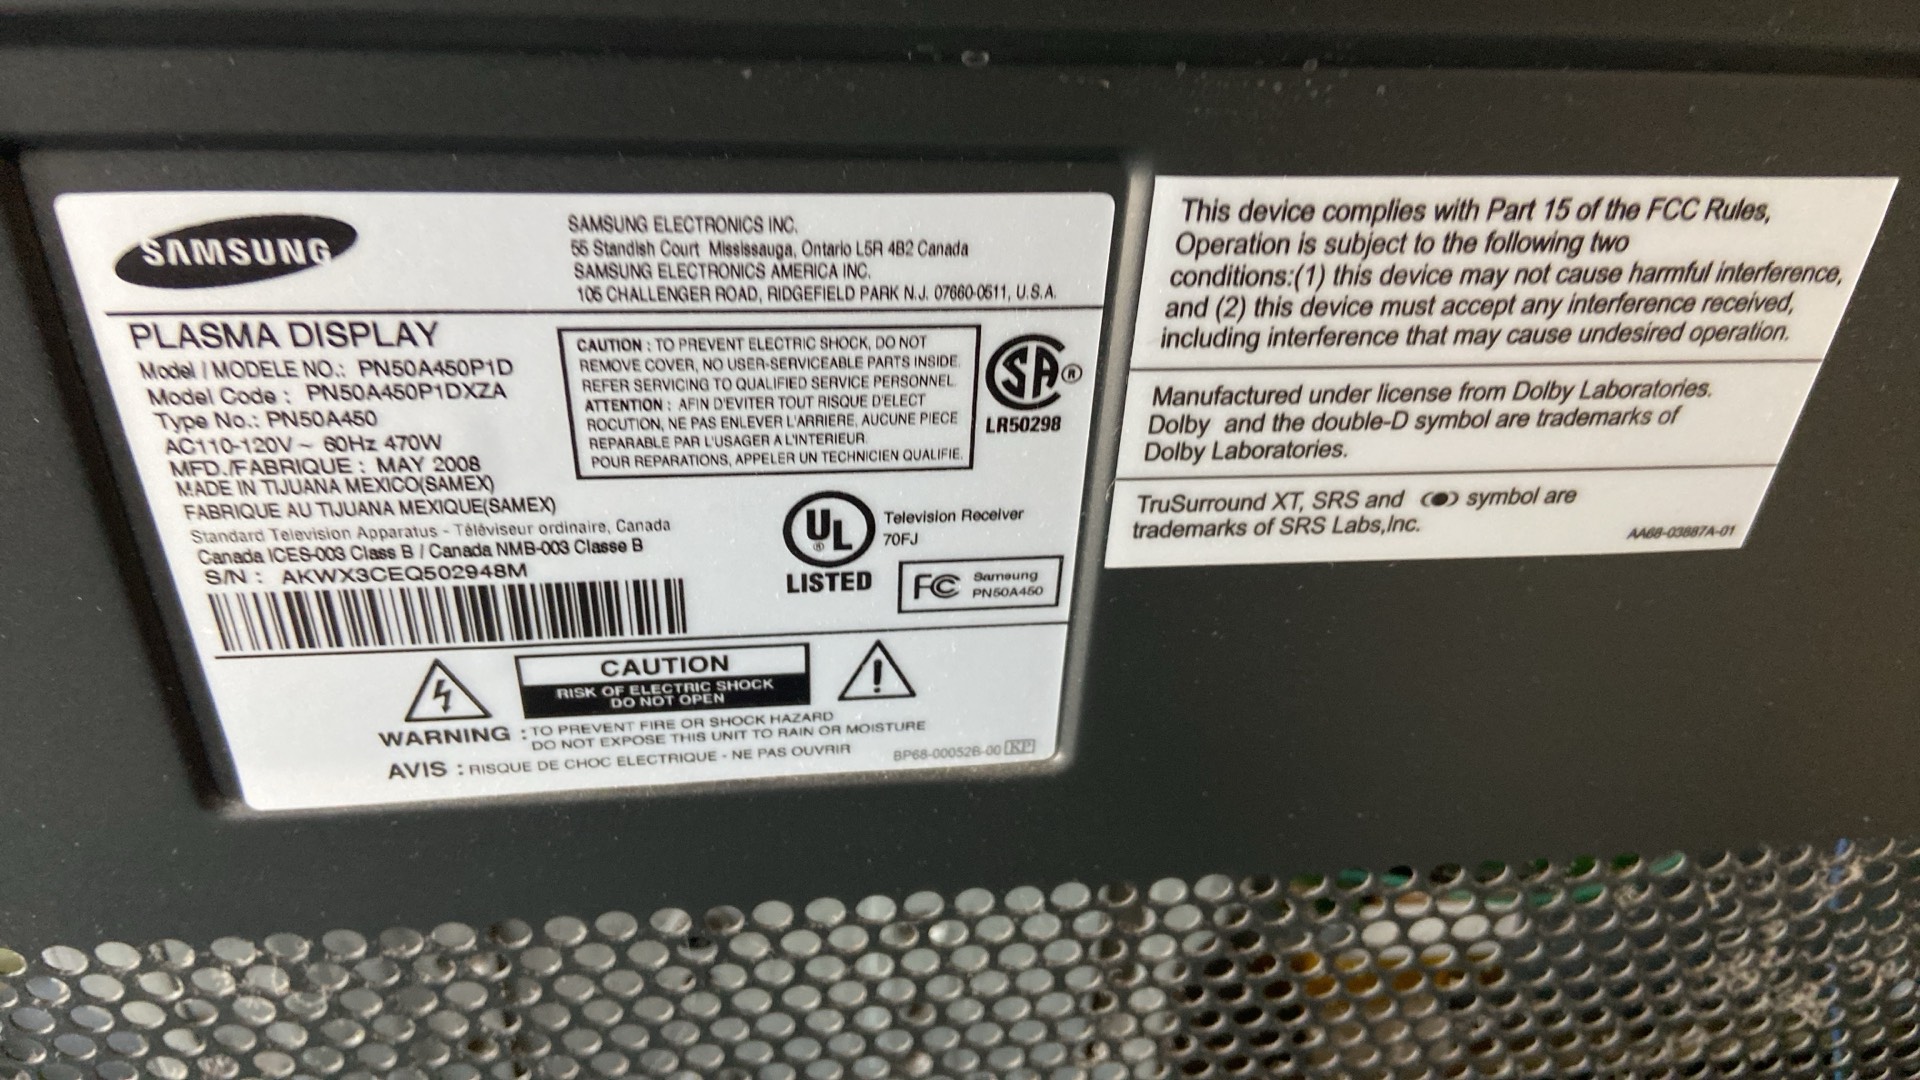 SAMSUNG
SAMSUNG ELECTRONICS INC.
55 Standish Court Mississauga, Ontario L5R 4B2 Canada
SAMSUNG ELECTRONICS AMERICA INC.
105 CHALLENGER ROAD, RIDGEFIELD PARK N.J. 07660-0511, U.S.A.
PLASMA DISPLAY
Model / MODELE NO.: PN50A450P1D
Model Code : PN50A450P1DXZA
Type No.: PN50A450
AC110-120V ~ 60Hz 470W
MFD./FABRIQUE : MAY 2008
MADE IN TIJUANA MEXICO(SAMEX)
FABRIQUE AU TIJUANA MEXIQUE(SAMEX)
Standard Television Apparatus - Téléviseur ordinaire, Canada
Canada ICES-003 Class B / Canada NMB-003 Classe B
S/N : AKWX3CEQ502948M
CAUTION : TO PREVENT ELECTRIC SHOCK, DO NOT
REMOVE COVER, NO USER-SERVICEABLE PARTS INSIDE.
REFER SERVICING TO QUALIFIED SERVICE PERSONNEL.
ATTENTION : AFIN D'EVITER TOUT RISQUE D'ELECT
ROCUTION, NE PAS ENLEVER L'ARRIERE, AUCUNE PIECE
REPARABLE PAR L'USAGER A L'INTERIEUR.
POUR REPARATIONS, APPELER UN TECHNICIEN QUALIFIE.
SA ®
LR50298
UL ®
LISTED
Television Receiver
70FJ
FC Samsung
PN50A450
CAUTION
RISK OF ELECTRIC SHOCK
DO NOT OPEN
WARNING : TO PREVENT FIRE OR SHOCK HAZARD
DO NOT EXPOSE THIS UNIT TO RAIN OR MOISTURE
AVIS : RISQUE DE CHOC ELECTRIQUE - NE PAS OUVRIR
BP68-00052B-00 KP
This device complies with Part 15 of the FCC Rules,
Operation is subject to the following two
conditions:(1) this device may not cause harmful interference,
and (2) this device must accept any interference received,
including interference that may cause undesired operation.
Manufactured under license from Dolby Laboratories.
Dolby and the double-D symbol are trademarks of
Dolby Laboratories.
TruSurround XT, SRS and (●) symbol are
trademarks of SRS Labs,Inc.
AA68-03887A-01